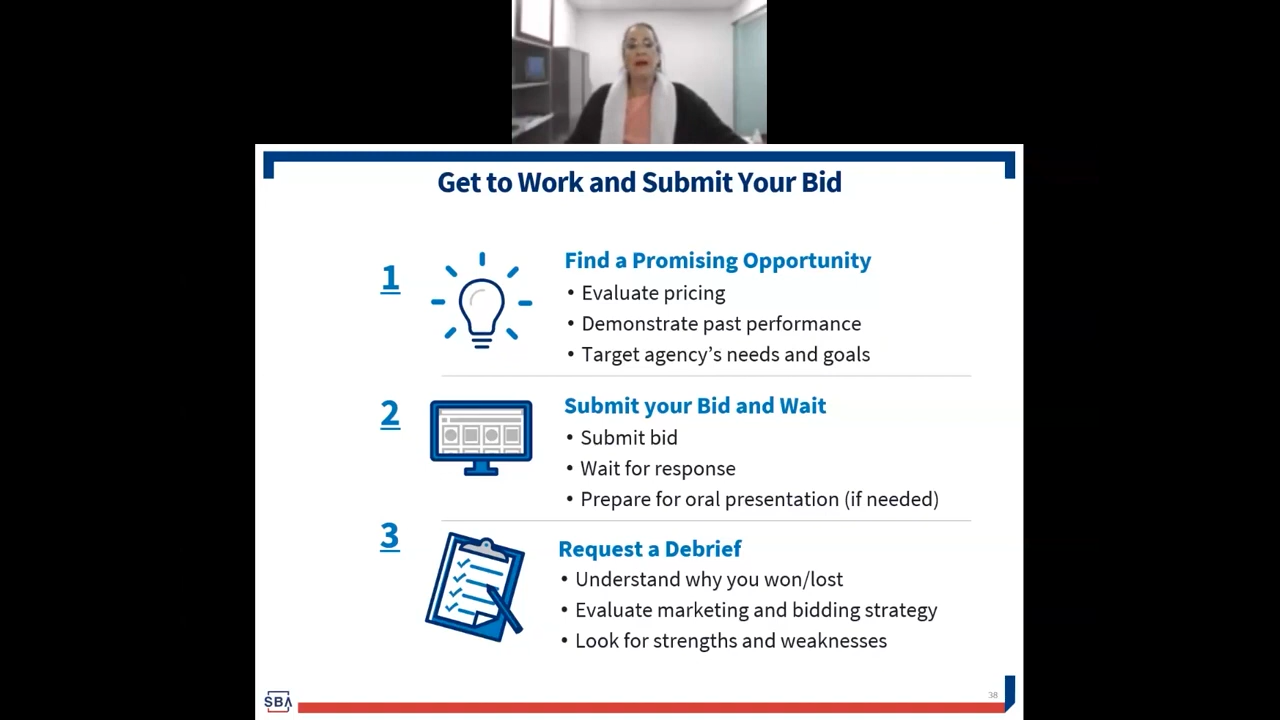 Get to Work and Submit Your Bid
1
Find a Promising Opportunity
• Evaluate pricing
• Demonstrate past performance
• Target agency’s needs and goals
2
Submit your Bid and Wait
• Submit bid
• Wait for response
• Prepare for oral presentation (if needed)
3
Request a Debrief
• Understand why you won/lost
• Evaluate marketing and bidding strategy
• Look for strengths and weaknesses
38
SBA